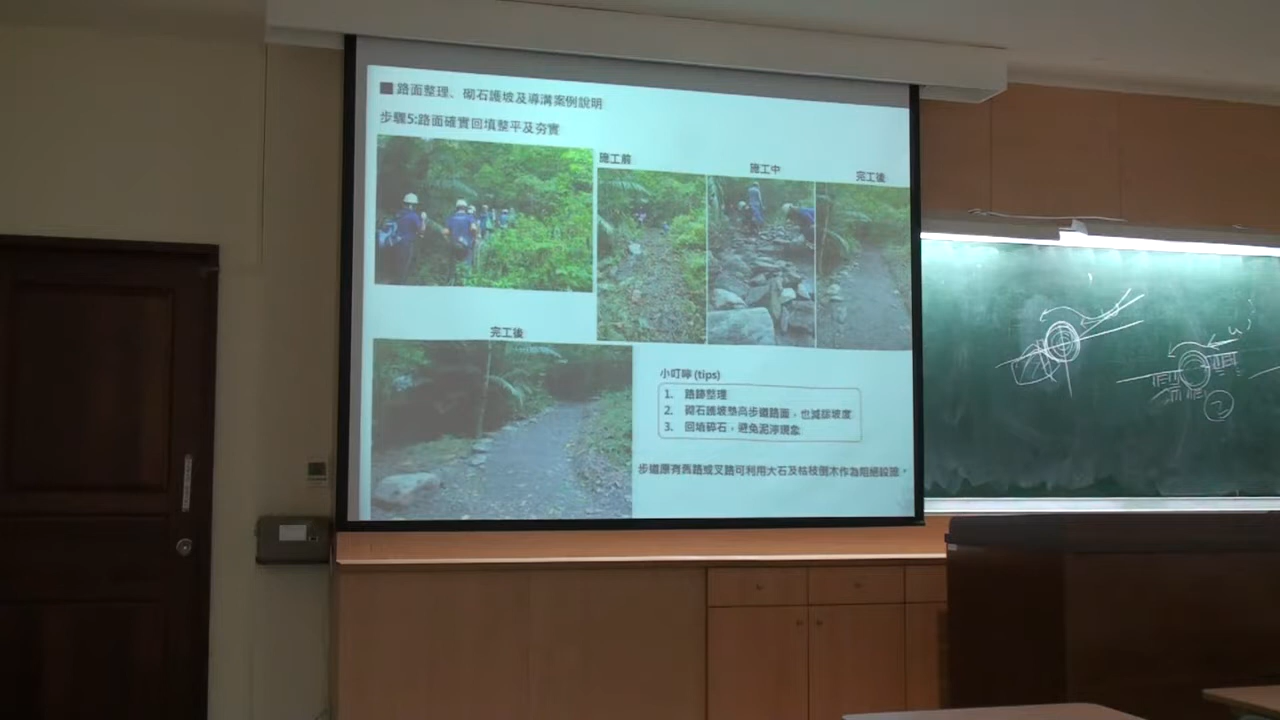 ■ 路面整理、砌石護坡及導溝案例說明
步驟5:路面確實回填整平及夯實
施工前
施工中
完工後
完工後
小叮嚀(tips)
1. 路跡整理
2. 砌石護坡墊高步道路面，也減緩坡度
3. 回填碎石，避免泥濘現象
步道原有舊路或叉路可利用大石及枯枝倒木作為阻絕設施。
2